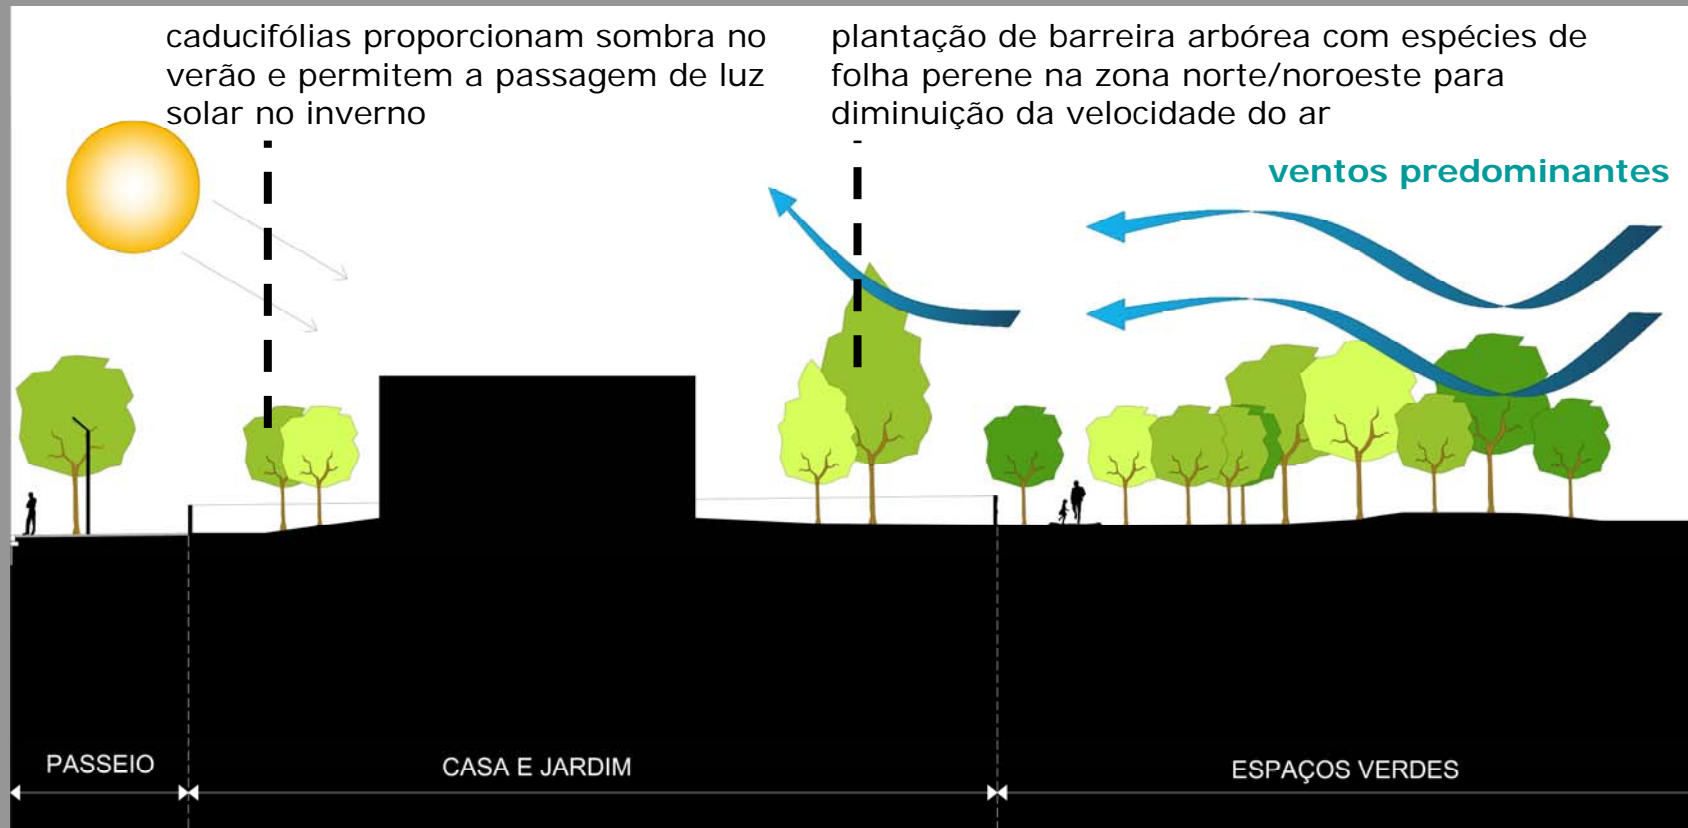 caducifólias proporcionam sombra no
verão e permitem a passagem de luz
solar no inverno
plantação de barreira arbórea com espécies de
folha perene na zona norte/noroeste para
diminuição da velocidade do ar
ventos predominantes
PASSEIO
CASA E JARDIM
ESPAÇOS VERDES